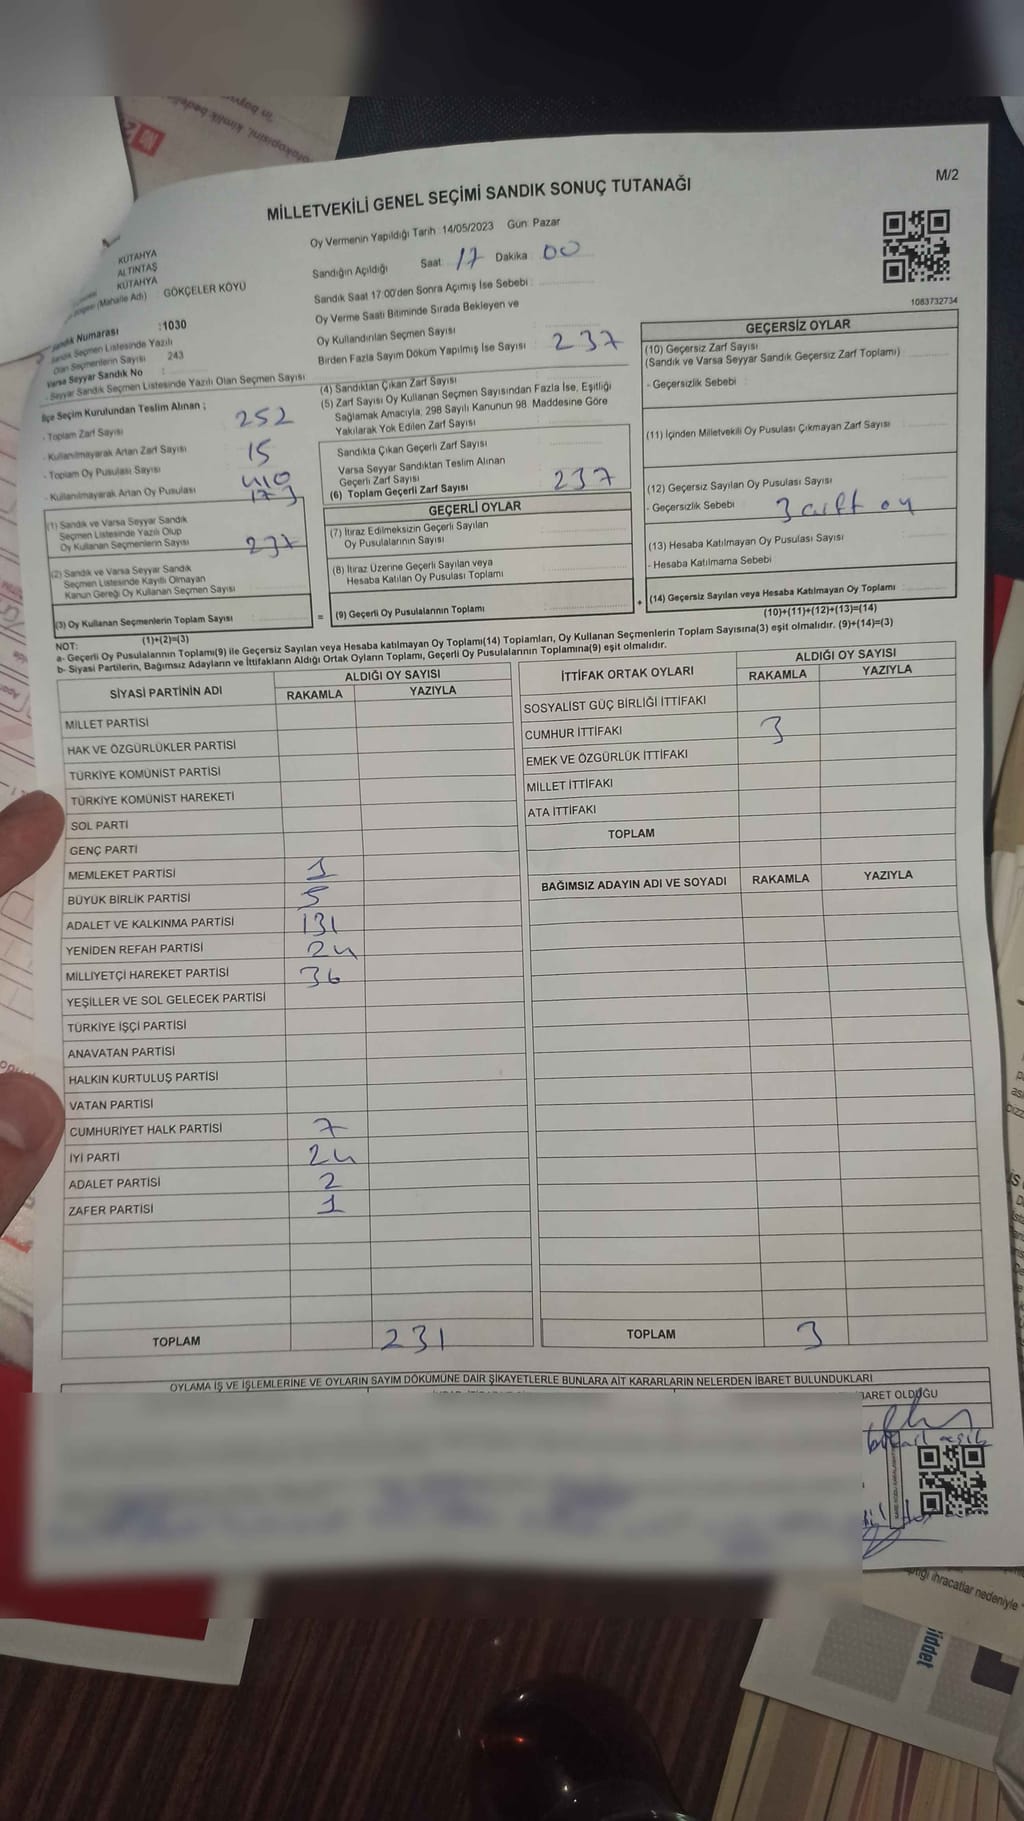 M/2
MİLLETVEKİLİ GENEL SEÇİMİ SANDIK SONUÇ TUTANAĞI
Oy Vermenin Yapıldığı Tarih :14/05/2023 Gün: Pazar
KÜTAHYA
ALTINTAŞ
KÜTAHYA
(Mahalle Adı) : GÖKÇELER KÖYÜ
Sandık Numarası :1030
Sandık Seçmen Listesinde Yazılı
Olan Seçmenlerin Sayısı : 243
Varsa Seyyar Sandık No :
- Seyyar Sandık Seçmen Listesinde Yazılı Olan Seçmen Sayısı
İlçe Seçim Kurulundan Teslim Alınan ;
- Toplam Zarf Sayısı 252
- Kullanılmayarak Artan Zarf Sayısı 15
- Toplam Oy Pusulası Sayısı 410
- Kullanılmayarak Artan Oy Pusulası 173
(1) Sandık ve Varsa Seyyar Sandık
Seçmen Listesinde Yazılı Olup
Oy Kullanan Seçmenlerin Sayısı 237
(2) Sandık ve Varsa Seyyar Sandık
Seçmen Listesinde Kayıtlı Olmayan
Kanun Gereği Oy Kullanan Seçmen Sayısı
(3) Oy Kullanan Seçmenlerin Toplam Sayısı
(1)+(2)=(3)
Sandığın Açıldığı Saat: 17 Dakika: 00
Sandık Saat 17:00'den Sonra Açımış İse Sebebi :
Oy Verme Saati Bitiminde Sırada Bekleyen ve
Oy Kullandırılan Seçmen Sayısı
Birden Fazla Sayım Döküm Yapılmış İse Sayısı :
237
(4) Sandıktan Çıkan Zarf Sayısı
(5) Zarf Sayısı Oy Kullanan Seçmen Sayısından Fazla İse, Eşitliği
Sağlamak Amacıyla, 298 Sayılı Kanunun 98. Maddesine Göre
Yakılarak Yok Edilen Zarf Sayısı
Sandıkta Çıkan Geçerli Zarf Sayısı
Varsa Seyyar Sandıktan Teslim Alınan
Geçerli Zarf Sayısı
(6) Toplam Geçerli Zarf Sayısı 237
GEÇERLİ OYLAR
(7) İtiraz Edilmeksizin Geçerli Sayılan
Oy Pusulalarının Sayısı
(8) İtiraz Üzerine Geçerli Sayılan veya
Hesaba Katılan Oy Pusulası Toplamı
= (9) Geçerli Oy Pusulalarının Toplamı +
1083732734
GEÇERSİZ OYLAR
(10) Geçersiz Zarf Sayısı
(Sandık ve Varsa Seyyar Sandık Geçersiz Zarf Toplamı)
- Geçersizlik Sebebi :
(11) İçinden Milletvekili Oy Pusulası Çıkmayan Zarf Sayısı
(12) Geçersiz Sayılan Oy Pusulası Sayısı
- Geçersizlik Sebebi : 3 çift oy
(13) Hesaba Katılmayan Oy Pusulası Sayısı
- Hesaba Katılmama Sebebi
(14) Geçersiz Sayılan veya Hesaba Katılmayan Oy Toplamı
(10)+(11)+(12)+(13)=(14)
NOT:
a- Geçerli Oy Pusulalarının Toplamı(9) ile Geçersiz Sayılan veya Hesaba katılmayan Oy Toplamı(14) Toplamları, Oy Kullanan Seçmenlerin Toplam Sayısına(3) eşit olmalıdır. (9)+(14)=(3)
b- Siyasi Partilerin, Bağımsız Adayların ve İttifakların Aldığı Ortak Oyların Toplamı, Geçerli Oy Pusulalarının Toplamına(9) eşit olmalıdır.
SİYASİ PARTİNİN ADI ALDIĞI OY SAYISI
RAKAMLA YAZIYLA
MİLLET PARTİSİ
HAK VE ÖZGÜRLÜKLER PARTİSİ
TÜRKİYE KOMÜNİST PARTİSİ
TÜRKİYE KOMÜNİST HAREKETİ
SOL PARTİ
GENÇ PARTİ
MEMLEKET PARTİSİ 1
BÜYÜK BİRLİK PARTİSİ 5
ADALET VE KALKINMA PARTİSİ 131
YENİDEN REFAH PARTİSİ 24
MİLLİYETÇİ HAREKET PARTİSİ 36
YEŞİLLER VE SOL GELECEK PARTİSİ
TÜRKİYE İŞÇİ PARTİSİ
ANAVATAN PARTİSİ
HALKIN KURTULUŞ PARTİSİ
VATAN PARTİSİ
CUMHURİYET HALK PARTİSİ 7
İYİ PARTİ 24
ADALET PARTİSİ 2
ZAFER PARTİSİ 1
TOPLAM 231
İTTİFAK ORTAK OYLARI ALDIĞI OY SAYISI
RAKAMLA YAZIYLA
SOSYALİST GÜÇ BİRLİĞİ İTTİFAKI
CUMHUR İTTİFAKI 3
EMEK VE ÖZGÜRLÜK İTTİFAKI
MİLLET İTTİFAKI
ATA İTTİFAKI
TOPLAM
BAĞIMSIZ ADAYIN ADI VE SOYADI RAKAMLA YAZIYLA
TOPLAM 3
OYLAMA İŞ VE İŞLEMLERİNE VE OYLARIN SAYIM DÖKÜMÜNE DAİR ŞİKAYETLERLE BUNLARA AİT KARARLARIN NELERDEN İBARET BULUNDUKLARI
BARET OLDUĞU
ihracatlar nedeniyle
iddet